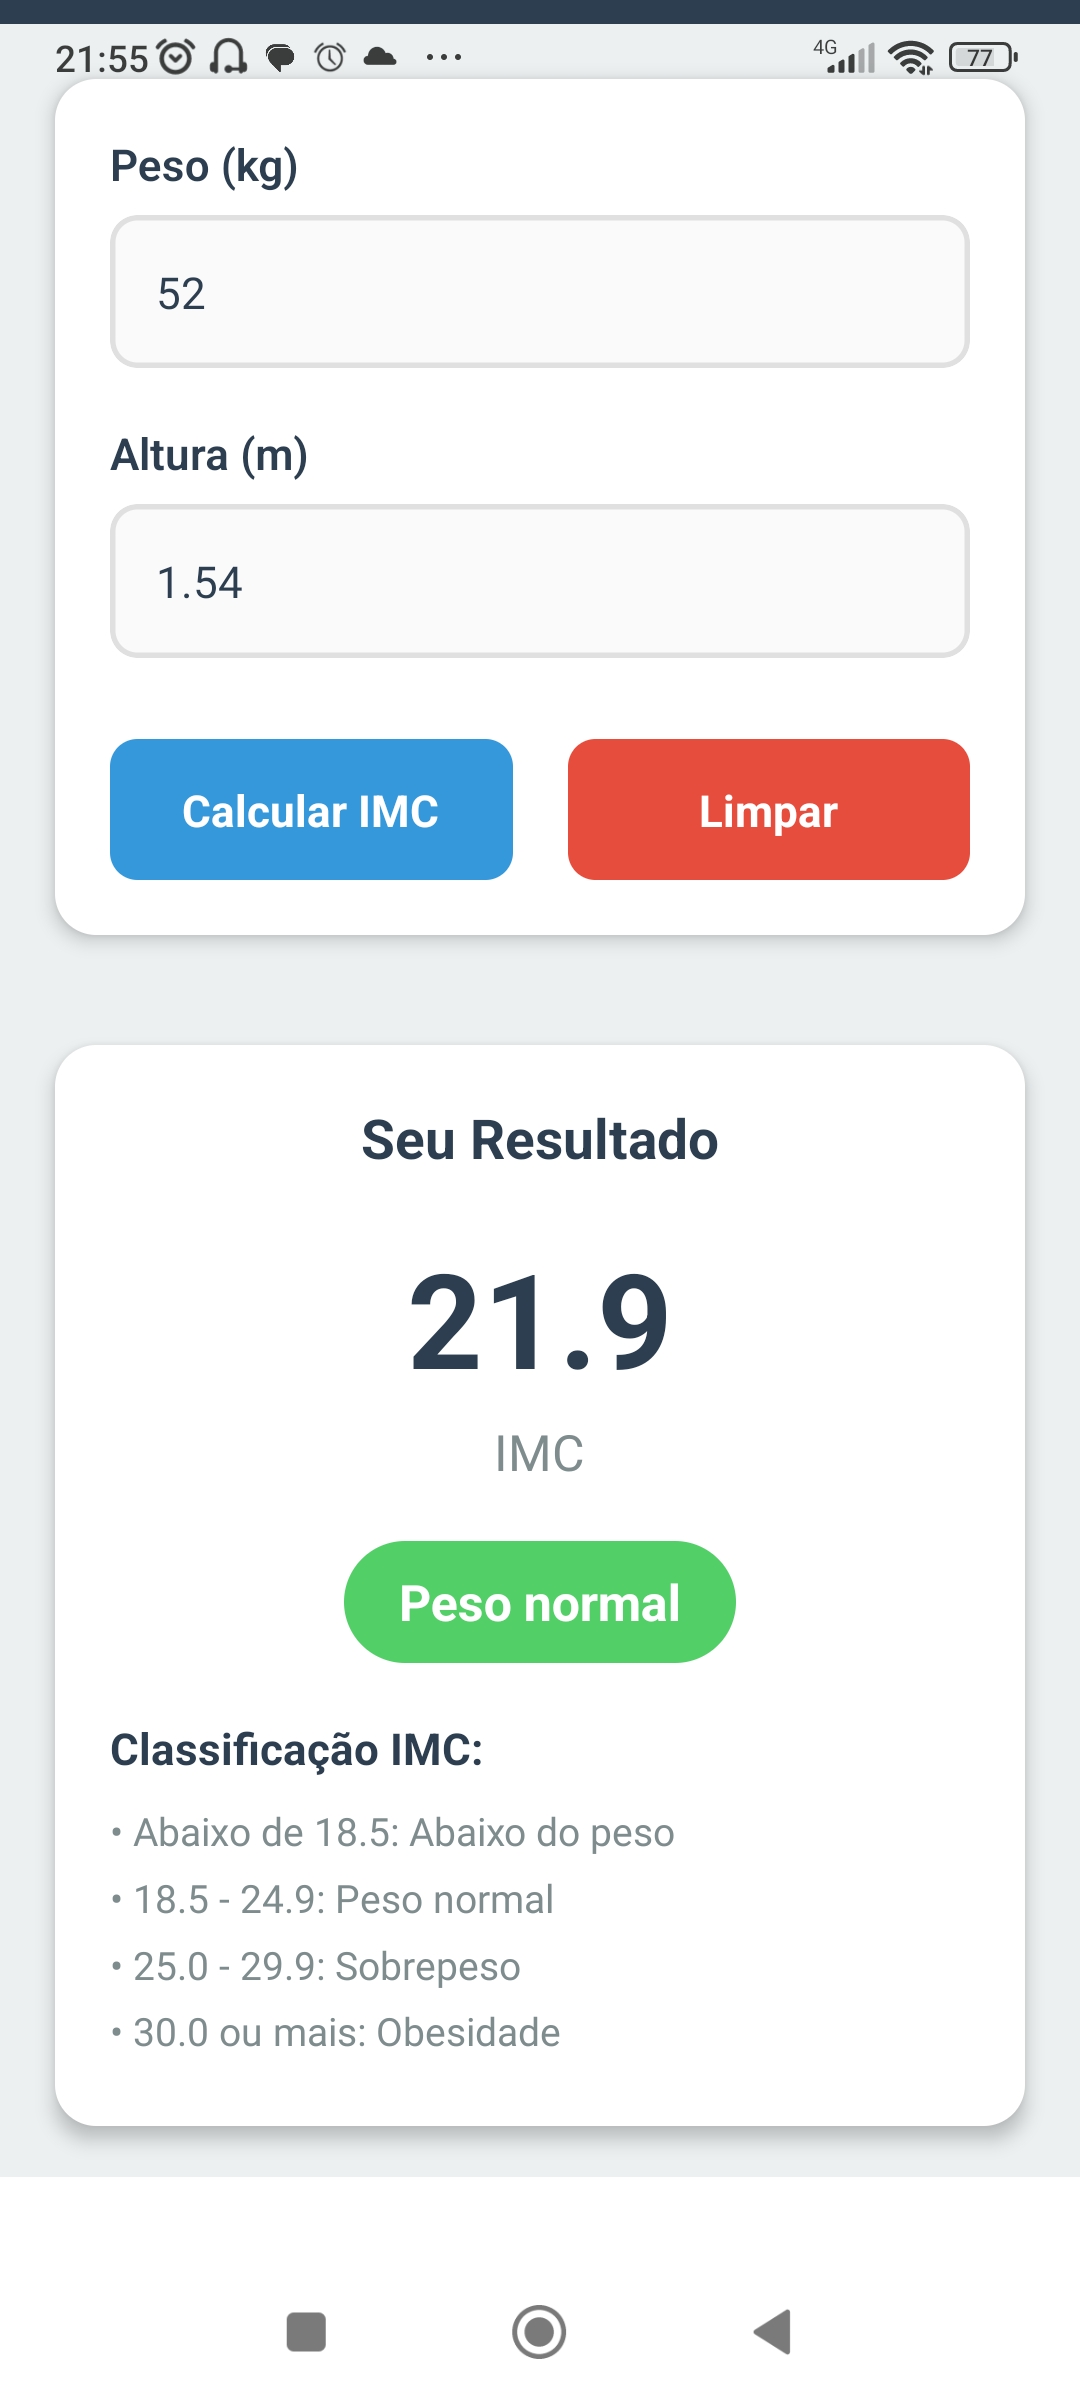 21:55 4G 77
Peso (kg)
52
Altura (m)
1.54
Calcular IMC Limpar
Seu Resultado
21.9
IMC
Peso normal
Classificação IMC:
• Abaixo de 18.5: Abaixo do peso
• 18.5 - 24.9: Peso normal
• 25.0 - 29.9: Sobrepeso
• 30.0 ou mais: Obesidade